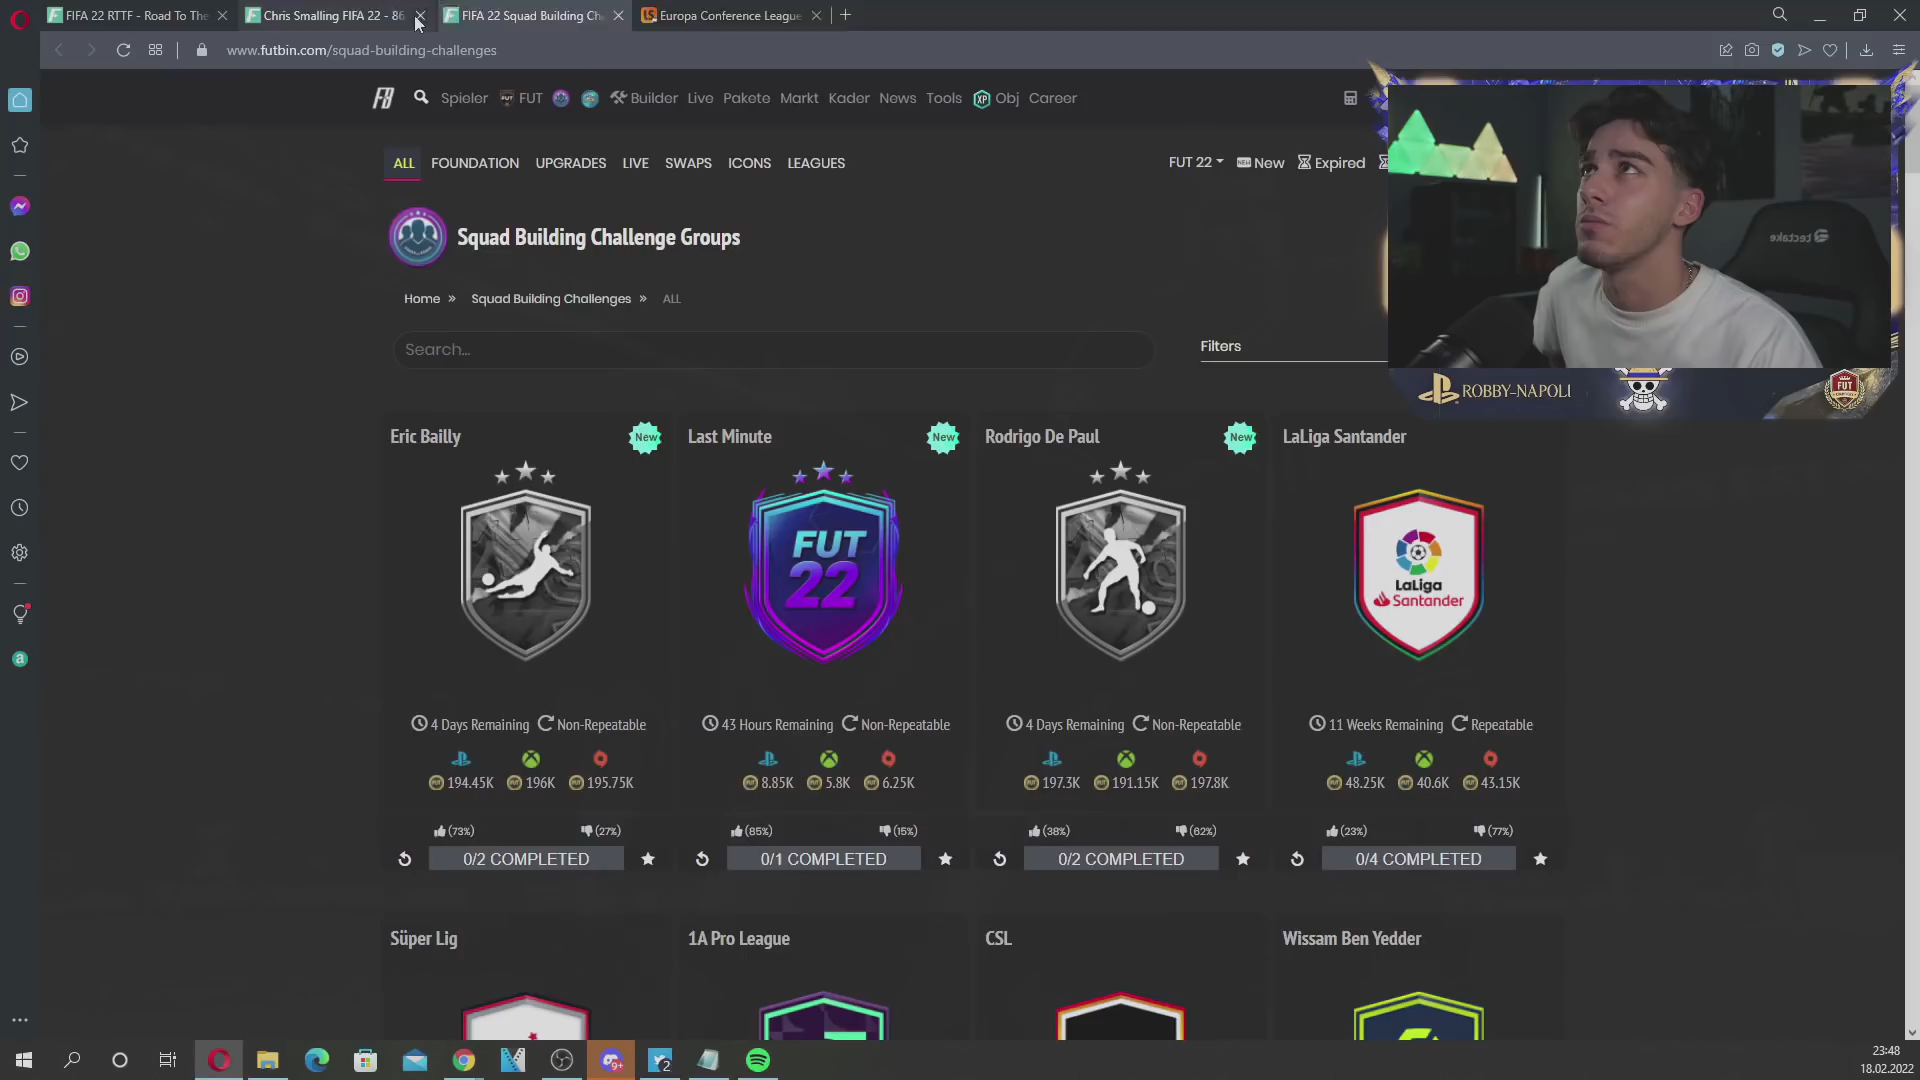 FIFA 22 RTTF - Road To The
Chris Smalling FIFA 22 - 86
FIFA 22 Squad Building Ch
Europa Conference League
www.futbin.com/squad-building-challenges
Spieler FUT Builder Live Pakete Markt Kader News Tools XP Obj Career
ALL FOUNDATION UPGRADES LIVE SWAPS ICONS LEAGUES
FUT 22 NEW New Expired
Squad Building Challenge Groups
Home » Squad Building Challenges » ALL
Search...
Filters
tectake
ROBBY-NAPOLI
FUT
Eric Bailly New
Last Minute New
Rodrigo De Paul New
LaLiga Santander
FUT
22
LaLiga
Santander
4 Days Remaining Non-Repeatable
43 Hours Remaining Non-Repeatable
4 Days Remaining Non-Repeatable
11 Weeks Remaining Repeatable
194.45K 196K 195.75K
8.85K 5.8K 6.25K
197.3K 191.15K 197.8K
48.25K 40.6K 43.15K
(73%) (27%)
(85%) (15%)
(38%) (62%)
(23%) (77%)
0/2 COMPLETED
0/1 COMPLETED
0/2 COMPLETED
0/4 COMPLETED
Süper Lig
1A Pro League
CSL
Wissam Ben Yedder
9+
2
23:48
18.02.2022